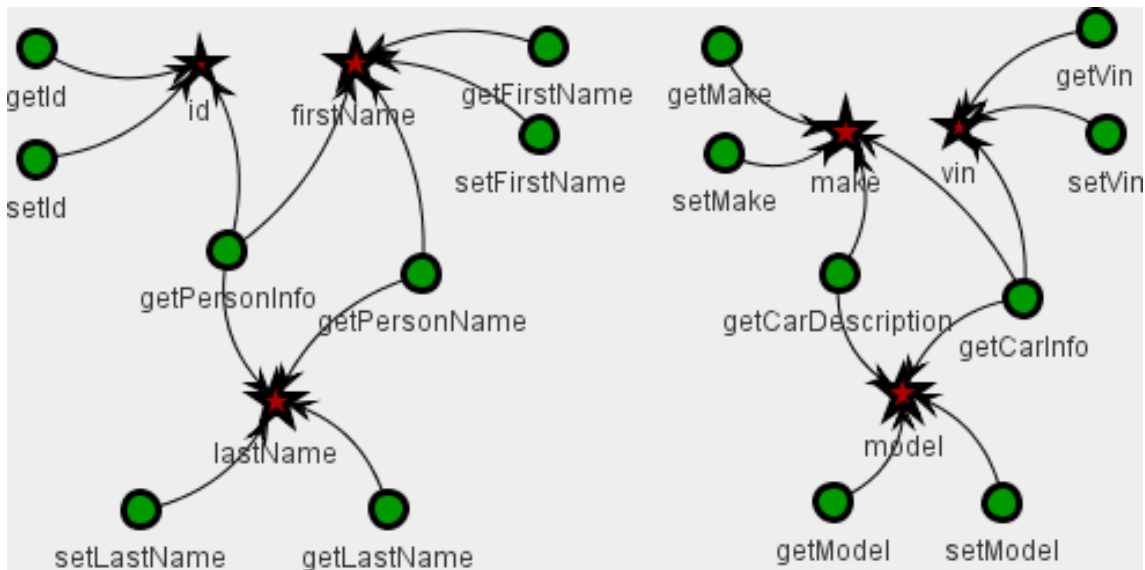 getId
id
firstName
getFirstName
setId
setFirstName
getPersonInfo
getPersonName
lastName
setLastName
getLastName
getMake
getVin
make
vin
setMake
setVin
getCarDescription
getCarInfo
model
getModel
setModel